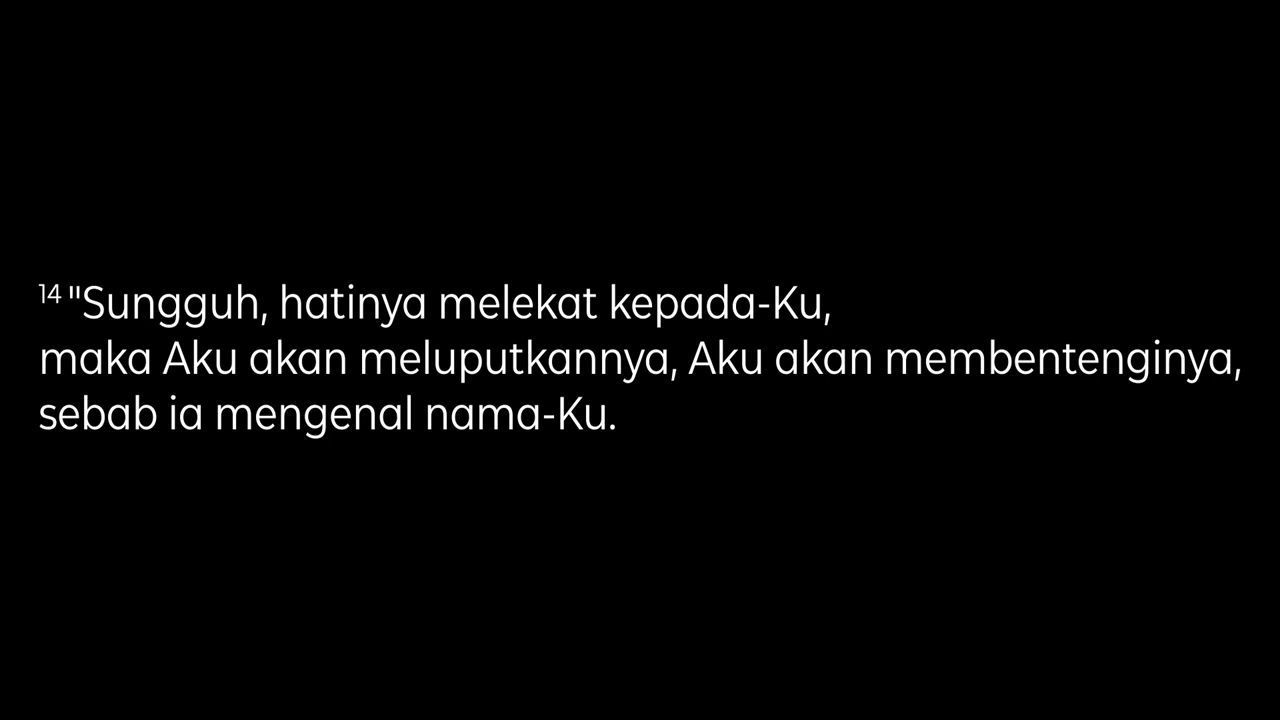 14 "Sungguh, hatinya melekat kepada-Ku,
maka Aku akan meluputkannya, Aku akan membentenginya,
sebab ia mengenal nama-Ku.